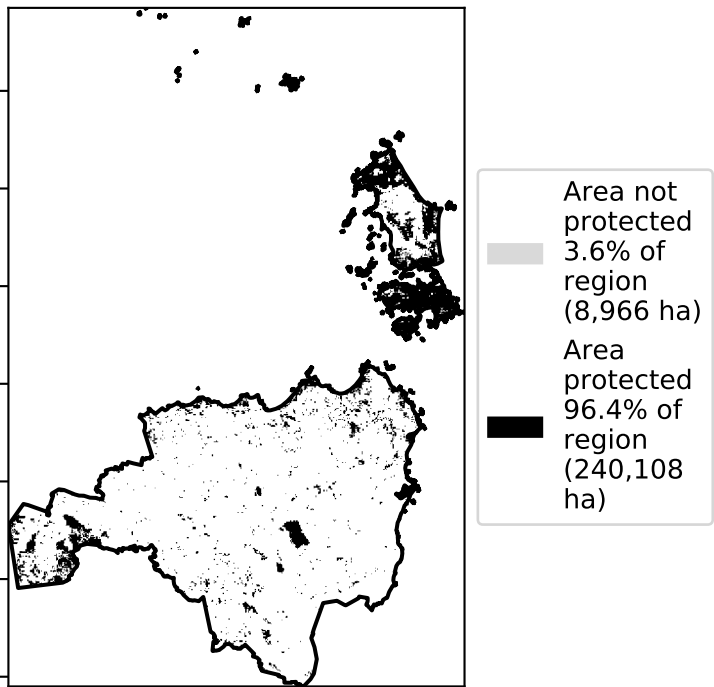 Area not
protected
3.6% of
region
(8,966 ha)
Area
protected
96.4% of
region
(240,108
ha)